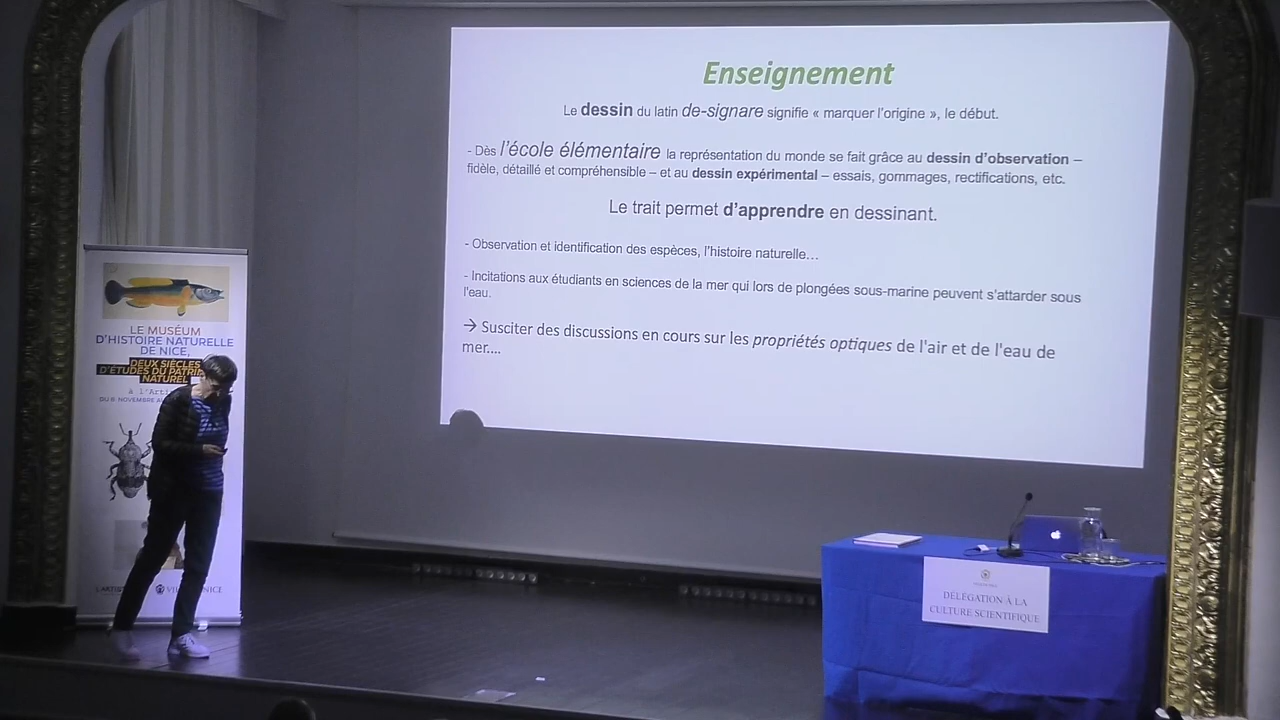 Enseignement
Le dessin du latin de-signare signifie « marquer l'origine », le début.
- Dès l'école élémentaire la représentation du monde se fait grâce au dessin d'observation –
fidèle, détaillé et compréhensible – et au dessin expérimental – essais, gommages, rectifications, etc.
Le trait permet d'apprendre en dessinant.
- Observation et identification des espèces, l'histoire naturelle…
- Incitations aux étudiants en sciences de la mer qui lors de plongées sous-marine peuvent s'attarder sous
l'eau.
→ Susciter des discussions en cours sur les propriétés optiques de l'air et de l'eau de
mer....
LE MUSÉUM
D'HISTOIRE NATURELLE
DE NICE,
DEUX SIÈCLES
D'ÉTUDES DU
NATUREL
à l'
DU 8 NOVEMBRE
NICE
DÉLÉGATION À LA
CULTURE SCIENTIFIQUE